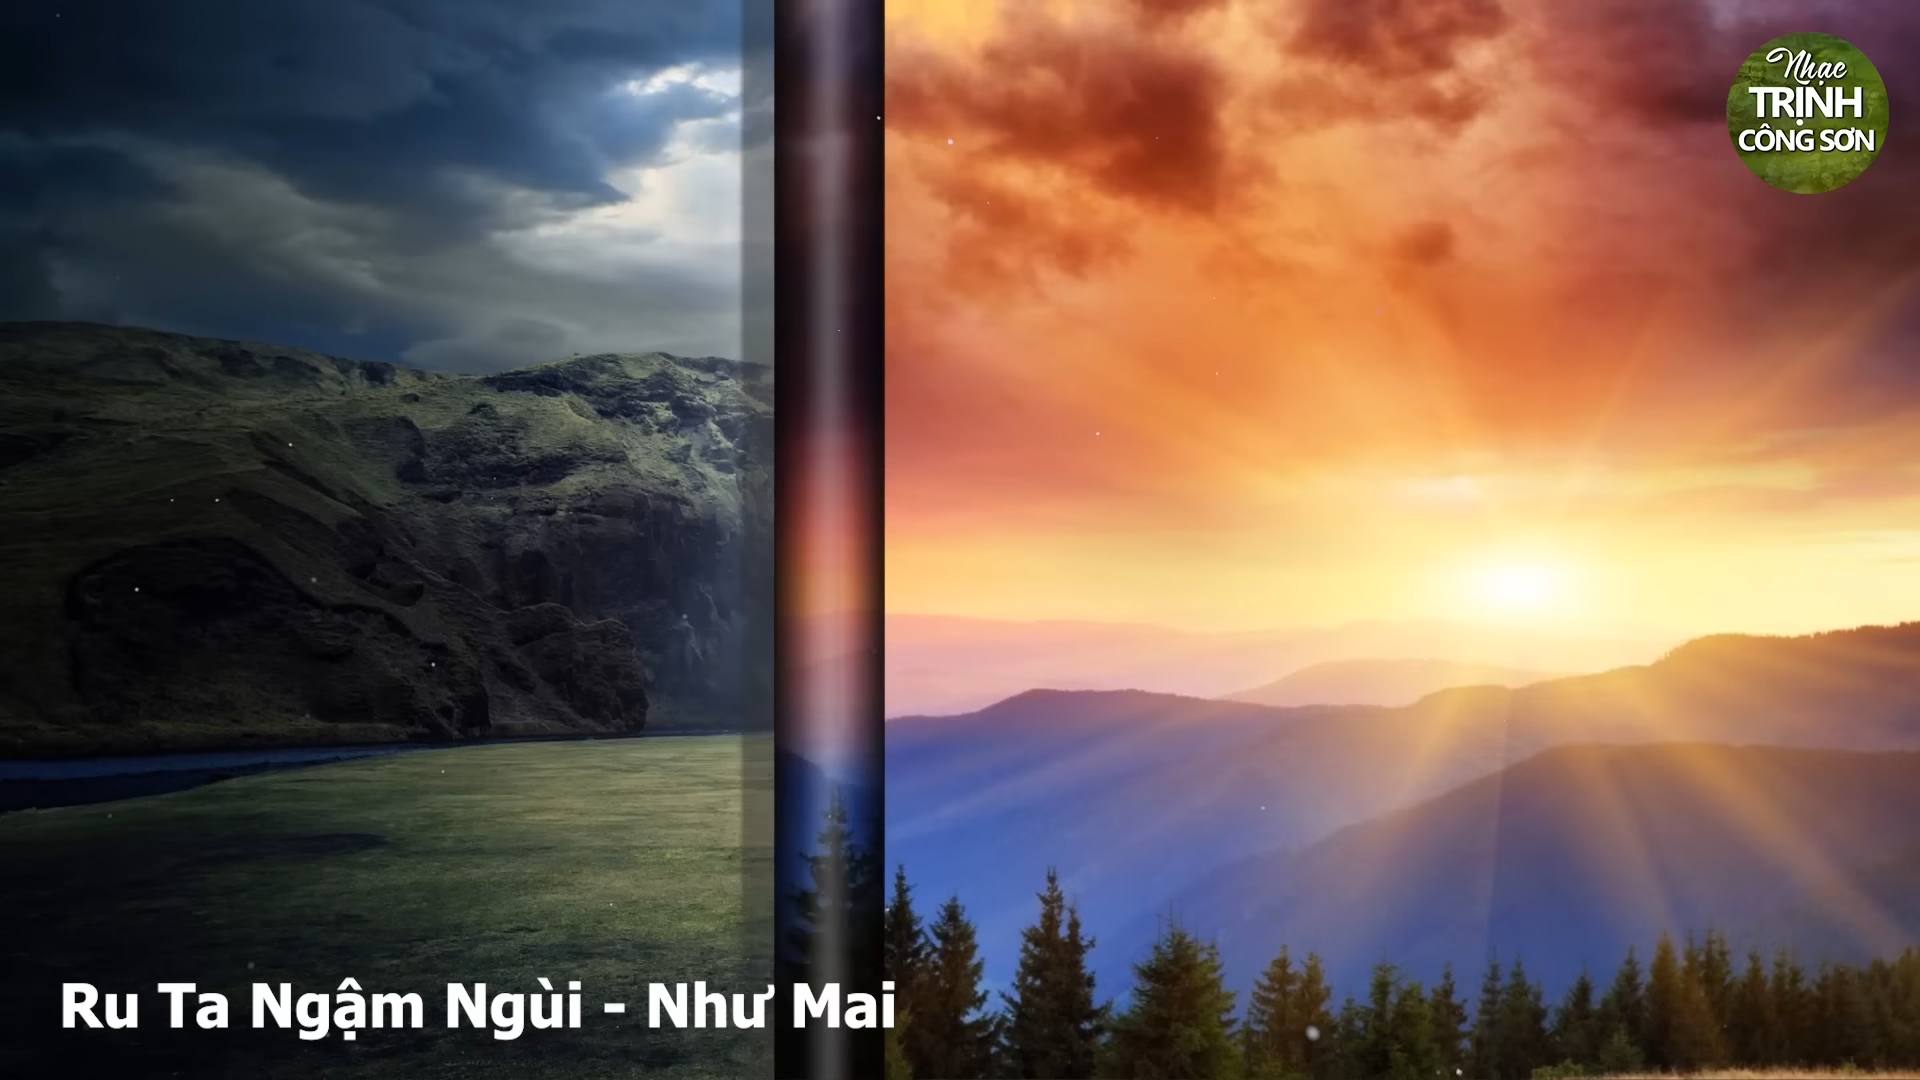 Nhạc
TRỊNH
CÔNG SƠN
Ru Ta Ngậm Ngùi - Như Mai